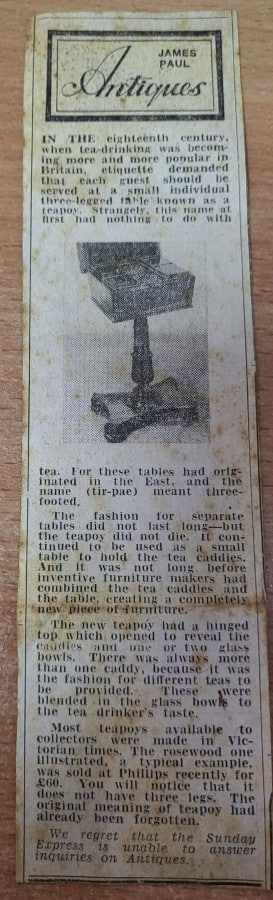 JAMES
PAUL
Antiques
IN THE eighteenth century,
when tea-drinking was becom-
ing more and more popular in
Britain, etiquette demanded
that each guest should be
served at a small individual
three-legged table known as a
teapoy. Strangely, this name at
first had nothing to do with
tea. For these tables had orig-
inated in the East, and the
name (tir-pae) meant three-
footed.
The fashion for separate
tables did not last long—but
the teapoy did not die. It con-
tinued to be used as a small
table to hold the tea caddies.
And it was not long before
inventive furniture makers had
combined the tea caddies and
the table, creating a completely
new piece of furniture.
The new teapoy had a hinged
top which opened to reveal the
caddies and one or two glass
bowls. There was always more
than one caddy, because it was
the fashion for different teas to
be provided. These were
blended in the glass bowls to
the tea drinker's taste.
Most teapoys available to
collectors were made in Vic-
torian times. The rosewood one
illustrated, a typical example,
was sold at Phillips recently for
£60. You will notice that it
does not have three legs. The
original meaning of teapoy had
already been forgotten.
We regret that the Sunday
Express is unable to answer
inquiries on Antiques.